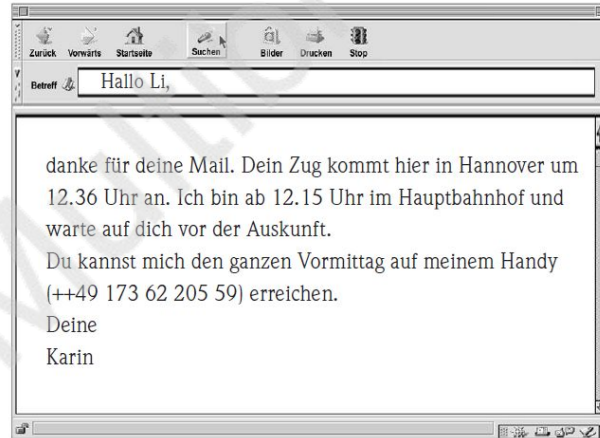 Zurück Vorwärts Startseite Suchen Bilder Drucken Stop
Betreff Hallo Li,
danke für deine Mail. Dein Zug kommt hier in Hannover um
12.36 Uhr an. Ich bin ab 12.15 Uhr im Hauptbahnhof und
warte auf dich vor der Auskunft.
Du kannst mich den ganzen Vormittag auf meinem Handy
(++49 173 62 205 59) erreichen.
Deine
Karin